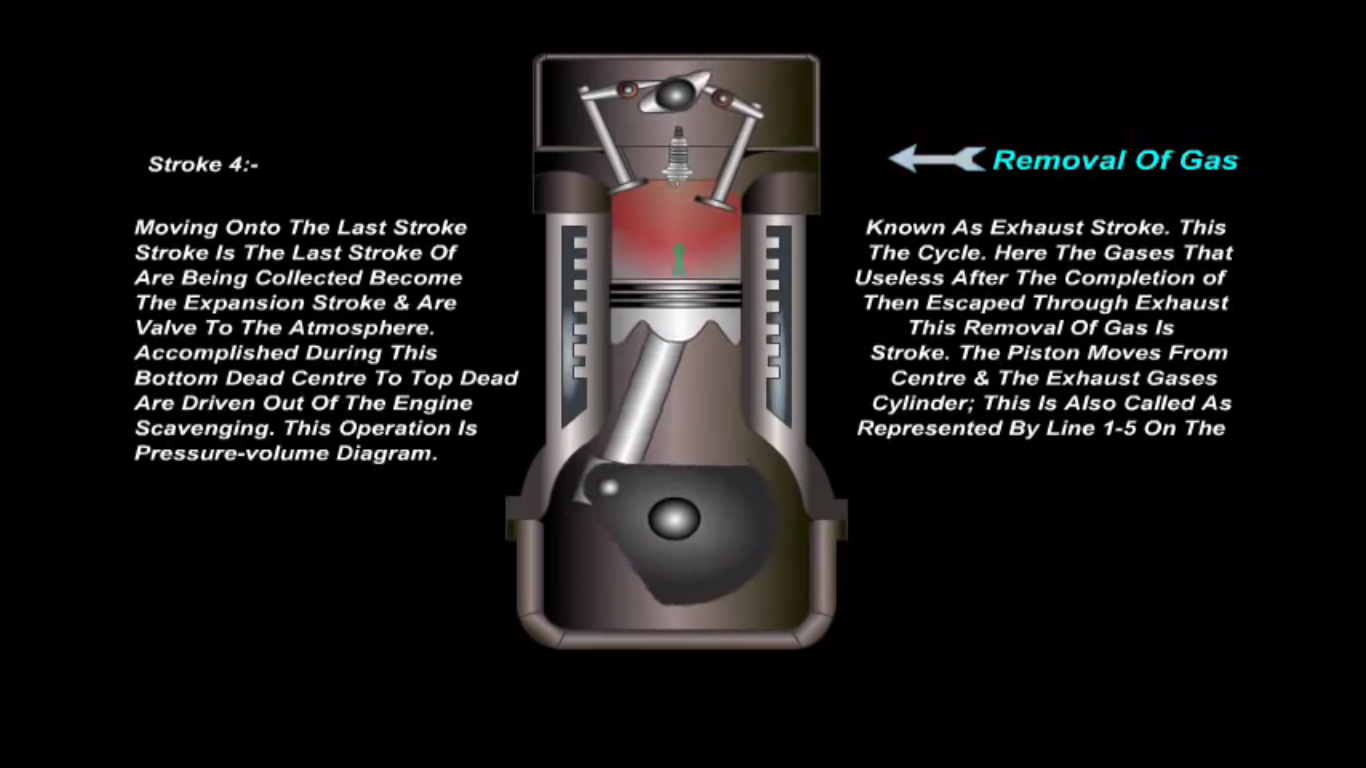 Stroke 4:- Removal Of Gas
Moving Onto The Last Stroke Known As Exhaust Stroke. This
Stroke Is The Last Stroke Of The Cycle. Here The Gases That
Are Being Collected Become Useless After The Completion of
The Expansion Stroke & Are Then Escaped Through Exhaust
Valve To The Atmosphere. This Removal Of Gas Is
Accomplished During This Stroke. The Piston Moves From
Bottom Dead Centre To Top Dead Centre & The Exhaust Gases
Are Driven Out Of The Engine Cylinder; This Is Also Called As
Scavenging. This Operation Is Represented By Line 1-5 On The
Pressure-volume Diagram.